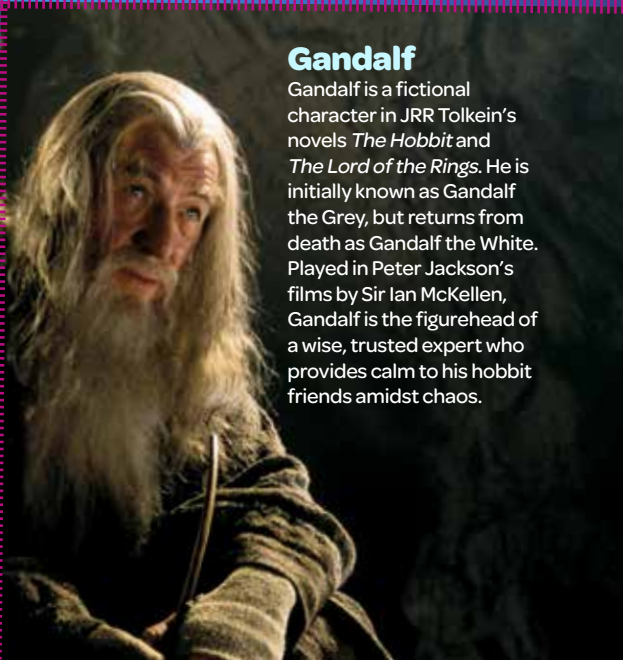 Gandalf
Gandalf is a fictional
character in JRR Tolkein’s
novels The Hobbit and
The Lord of the Rings. He is
initially known as Gandalf
the Grey, but returns from
death as Gandalf the White.
Played in Peter Jackson’s
films by Sir Ian McKellen,
Gandalf is the figurehead of
a wise, trusted expert who
provides calm to his hobbit
friends amidst chaos.